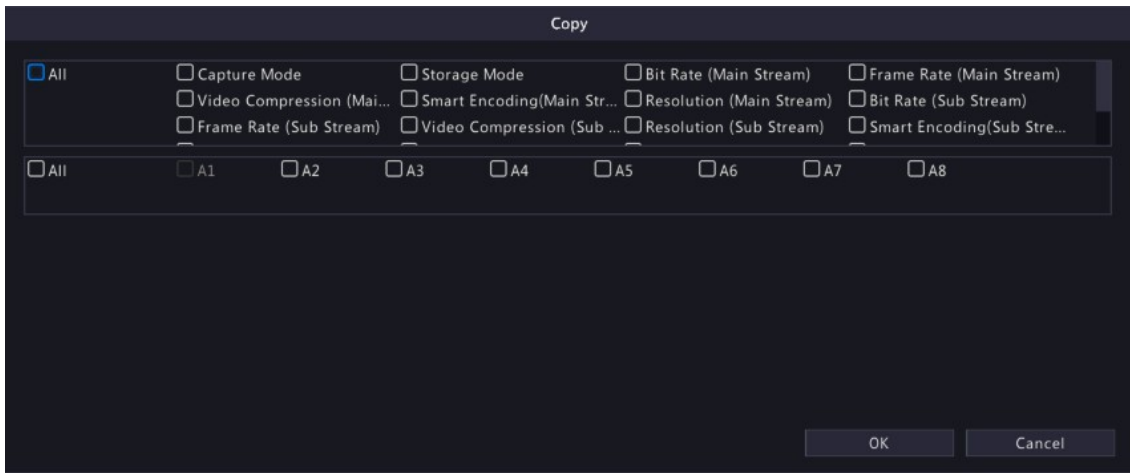 Copy
All Capture Mode Storage Mode Bit Rate (Main Stream) Frame Rate (Main Stream)
Video Compression (Mai... Smart Encoding(Main Str... Resolution (Main Stream) Bit Rate (Sub Stream)
Frame Rate (Sub Stream) Video Compression (Sub ... Resolution (Sub Stream) Smart Encoding(Sub Stre...
All A1 A2 A3 A4 A5 A6 A7 A8
OK Cancel